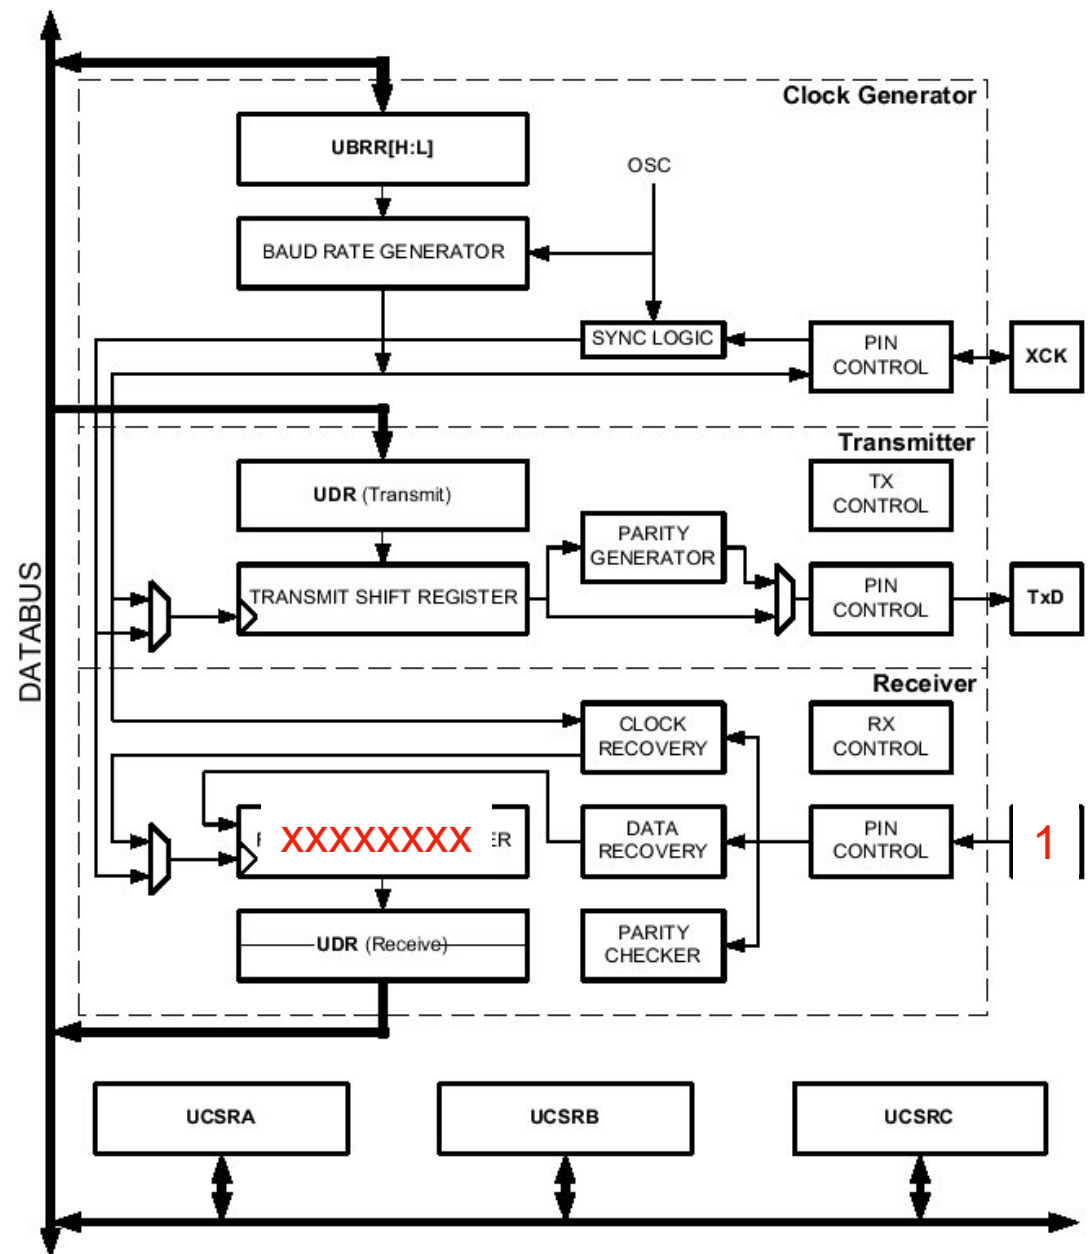 Clock Generator
UBRR[H:L]
OSC
BAUD RATE GENERATOR
SYNC LOGIC
PIN
CONTROL
XCK
Transmitter
TX
CONTROL
UDR (Transmit)
PARITY
GENERATOR
TRANSMIT SHIFT REGISTER
PIN
CONTROL
TxD
DATABUS
Receiver
CLOCK
RECOVERY
RX
CONTROL
XXXXXXXX ER
DATA
RECOVERY
PIN
CONTROL
1
UDR (Receive)
PARITY
CHECKER
UCSRA
UCSRB
UCSRC